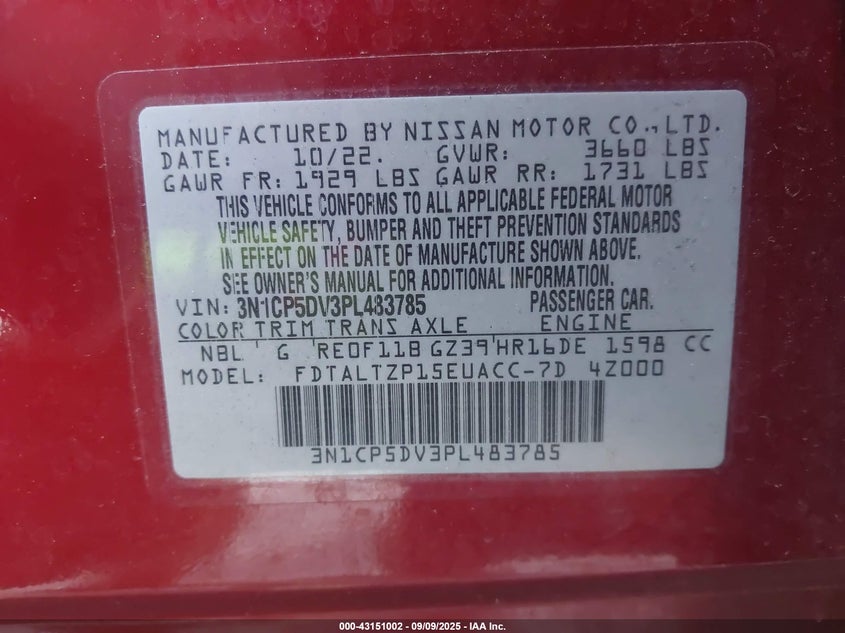 MANUFACTURED BY NISSAN MOTOR CO., LTD.
DATE: 10/22. GVWR: 3660 LBS
GAWR FR: 1929 LBS GAWR RR: 1731 LBS
THIS VEHICLE CONFORMS TO ALL APPLICABLE FEDERAL MOTOR
VEHICLE SAFETY, BUMPER AND THEFT PREVENTION STANDARDS
IN EFFECT ON THE DATE OF MANUFACTURE SHOWN ABOVE.
SEE OWNER'S MANUAL FOR ADDITIONAL INFORMATION.
VIN: 3N1CP5DV3PL483785 PASSENGER CAR.
COLOR TRIM TRANS AXLE ENGINE
NBL G RE0F11B GZ39 HR16DE 1598 CC
MODEL: FDTALTZP15EUACC-7D 4Z000
3N1CP5DV3PL483785
000-43151002 - 09/09/2025 - IAA Inc.